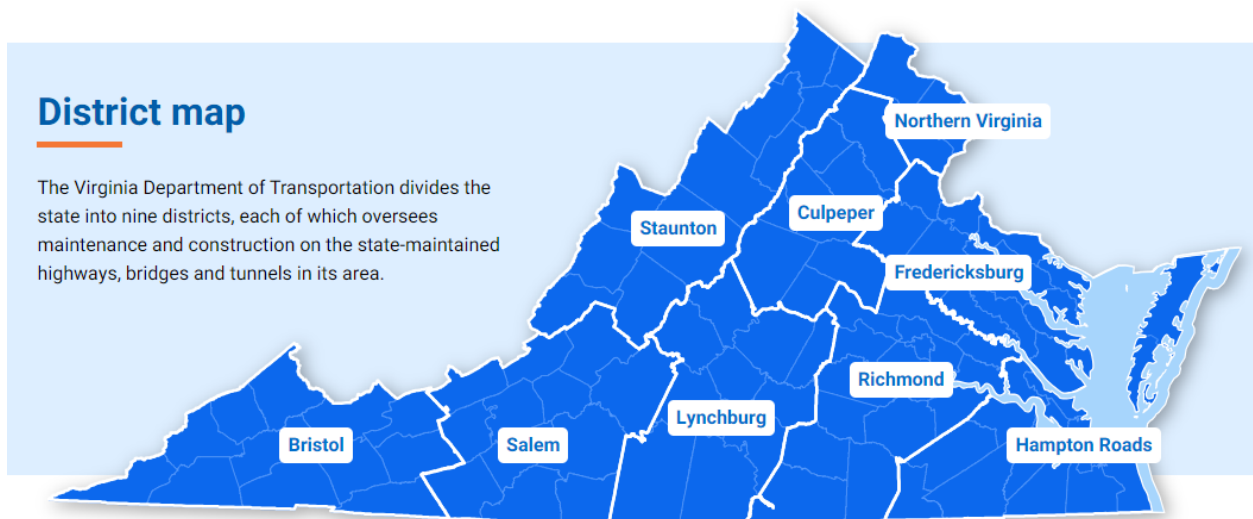 District map
The Virginia Department of Transportation divides the
state into nine districts, each of which oversees
maintenance and construction on the state-maintained
highways, bridges and tunnels in its area.
Northern Virginia
Culpeper
Staunton
Fredericksburg
Richmond
Lynchburg
Bristol
Salem
Hampton Roads